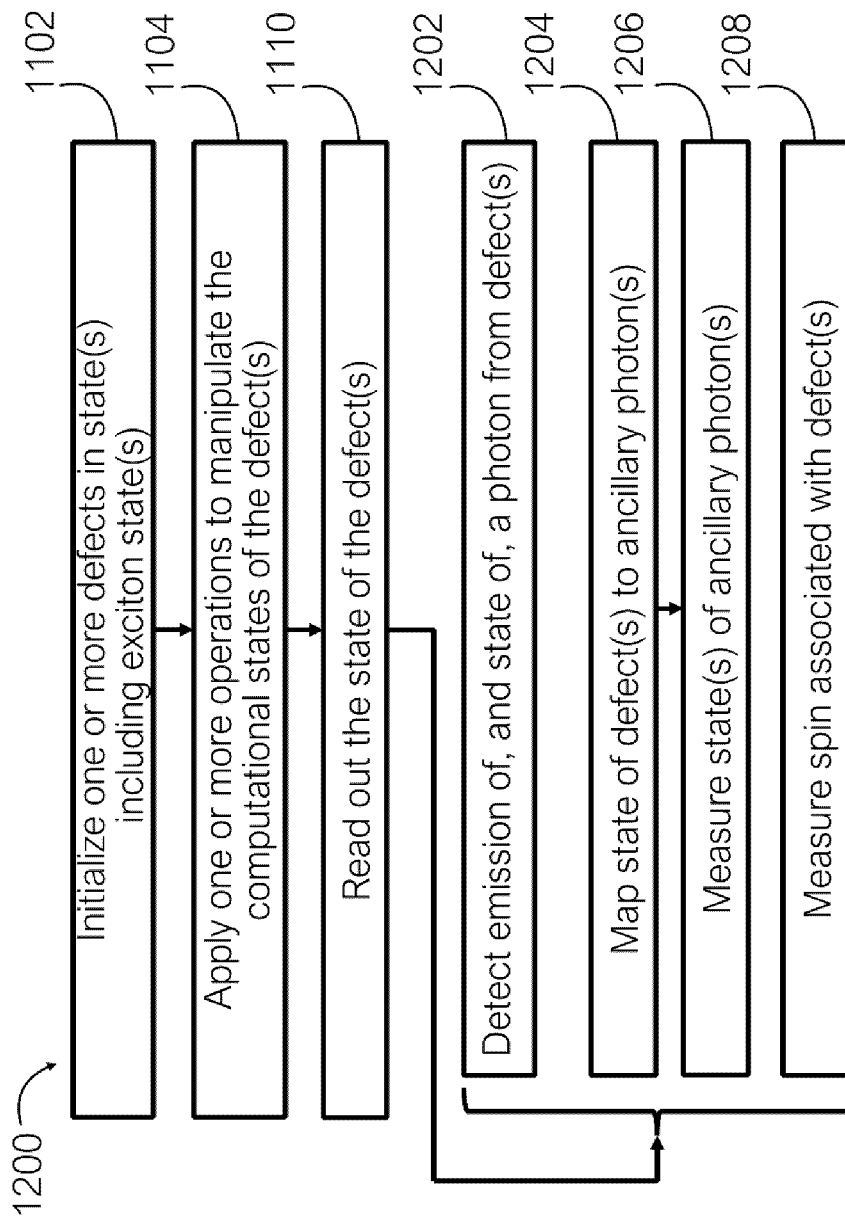 1200
Initialize one or more defects in state(s)
including exciton state(s)
1102
Apply one or more operations to manipulate the
computational states of the defect(s)
1104
Read out the state of the defect(s)
1110
Detect emission of, and state of, a photon from defect(s)
1202
Map state of defect(s) to ancillary photon(s)
1204
Measure state(s) of ancillary photon(s)
1206
Measure spin associated with defect(s)
1208